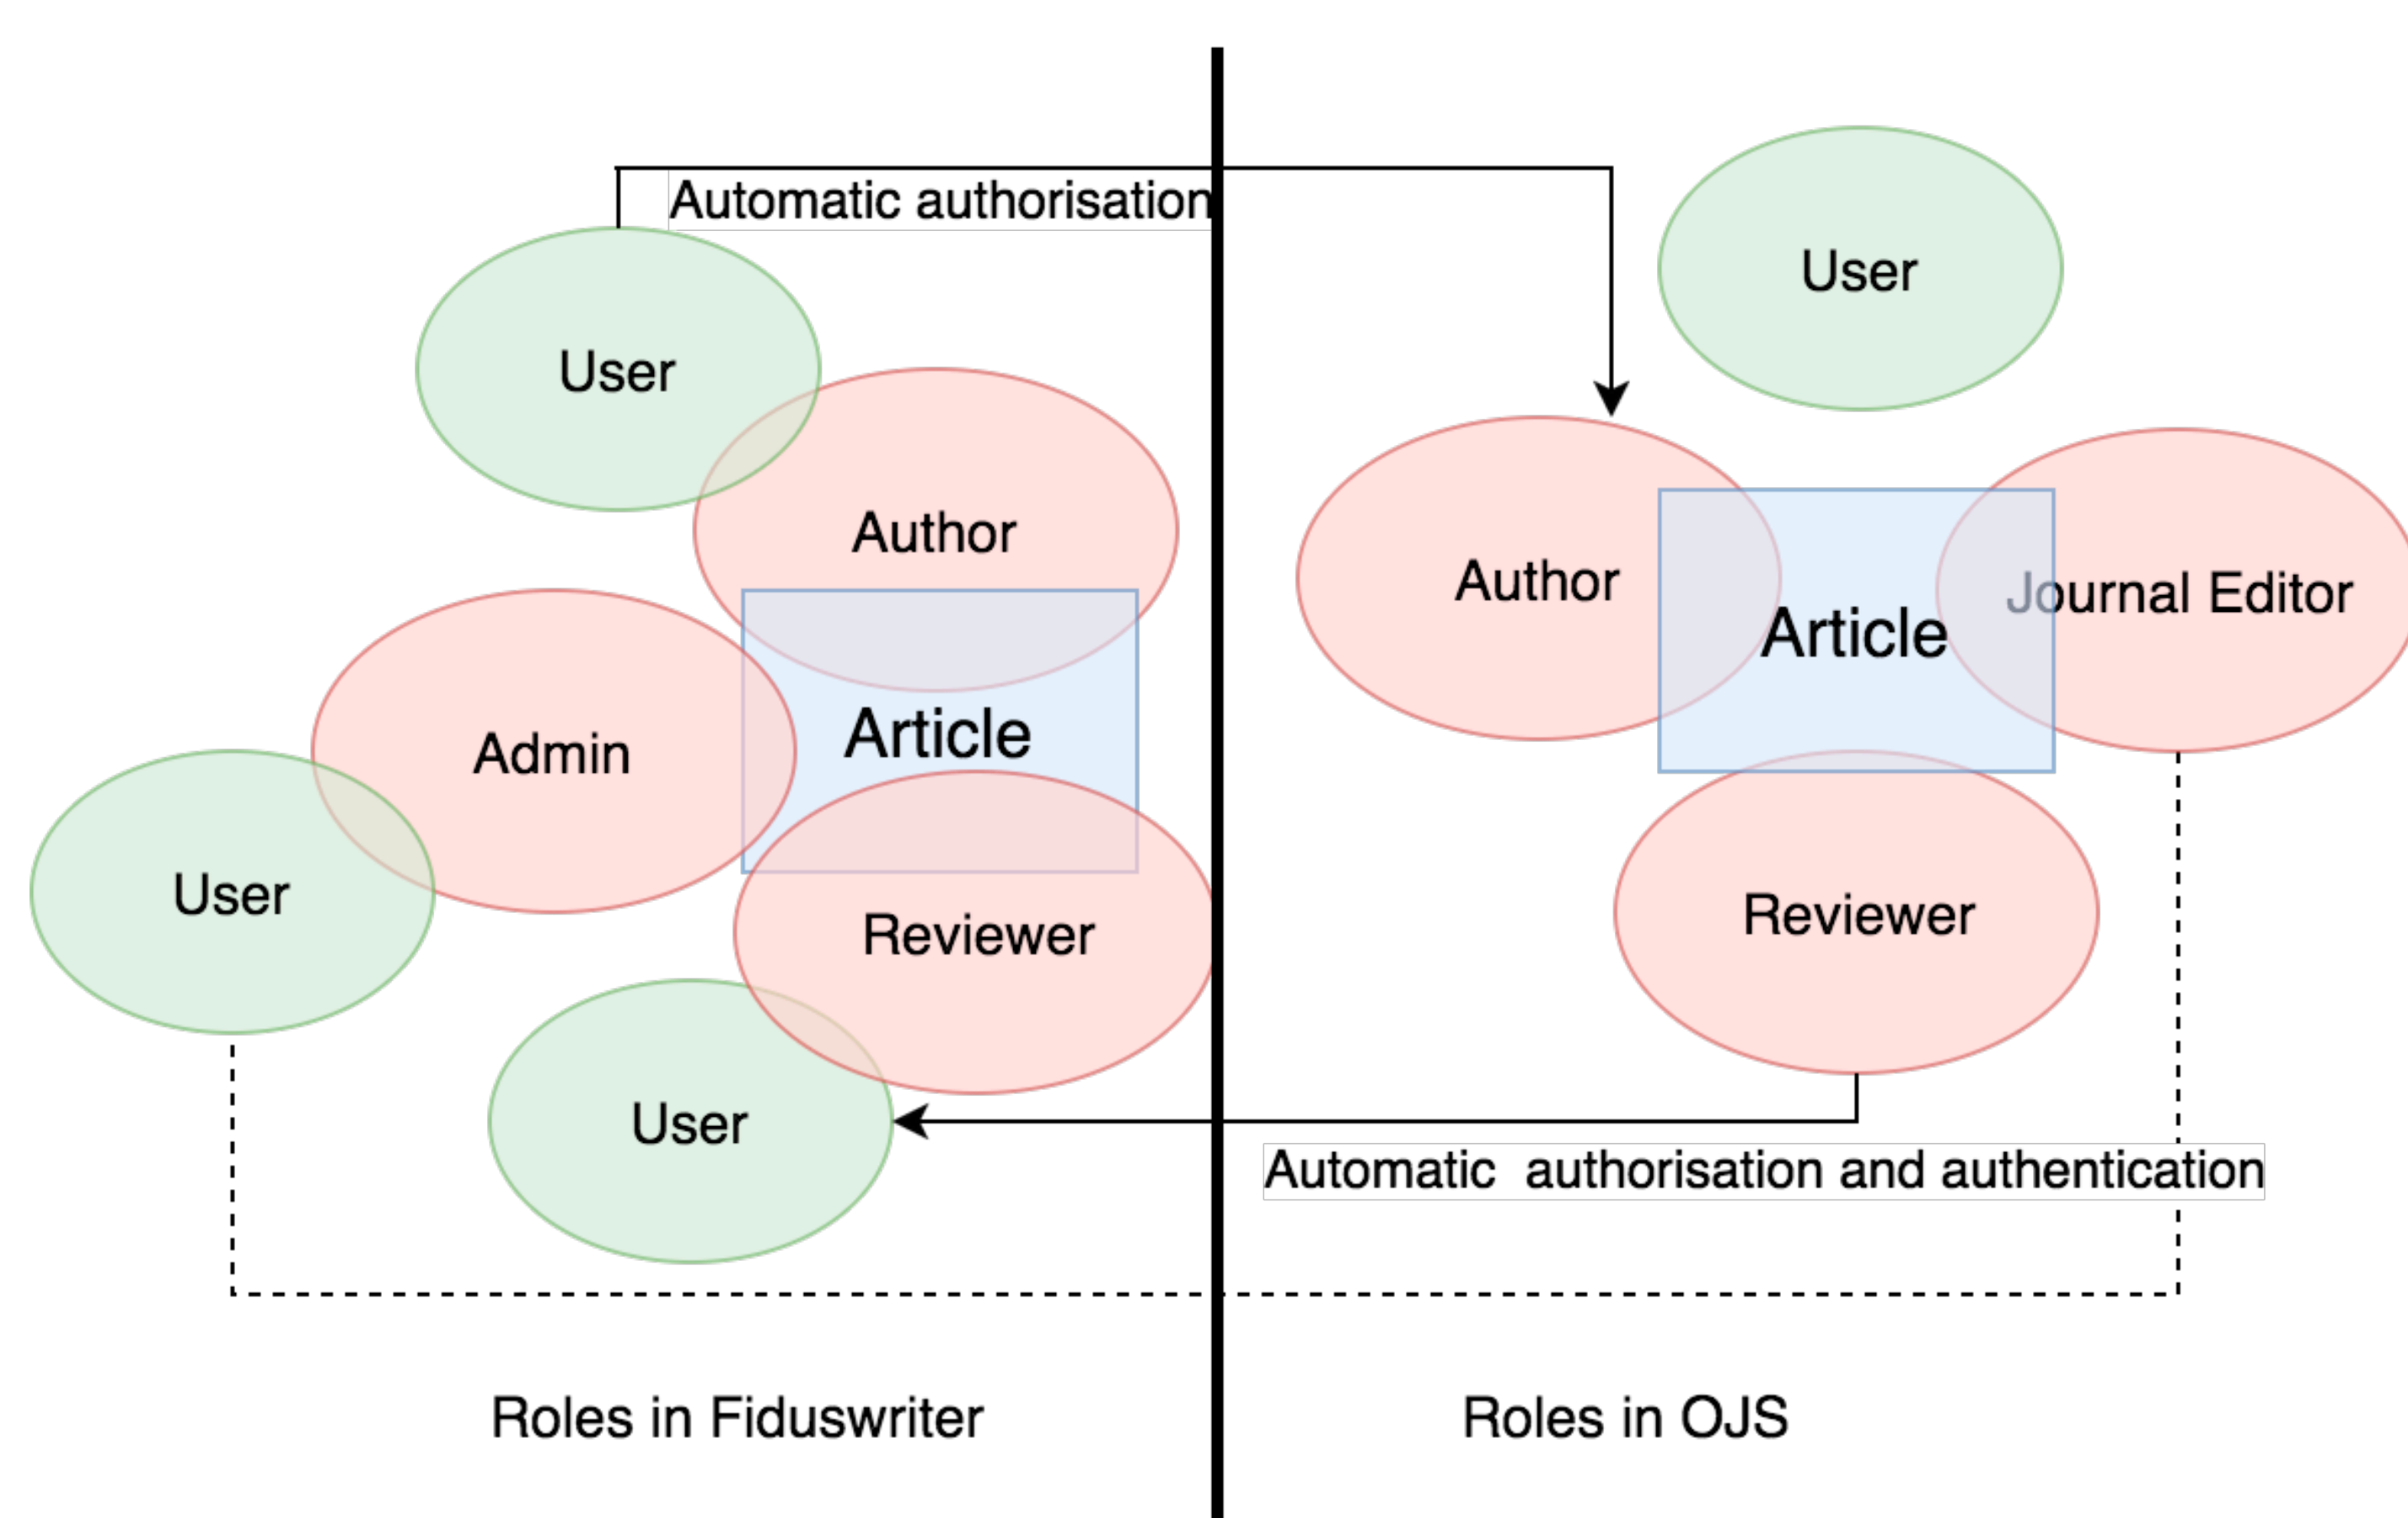 Automatic authorisation
User
User
Author
Author
Journal Editor
Article
Article
Admin
User
Reviewer
Reviewer
User
Automatic  authorisation and authentication
Roles in Fiduswriter
Roles in OJS